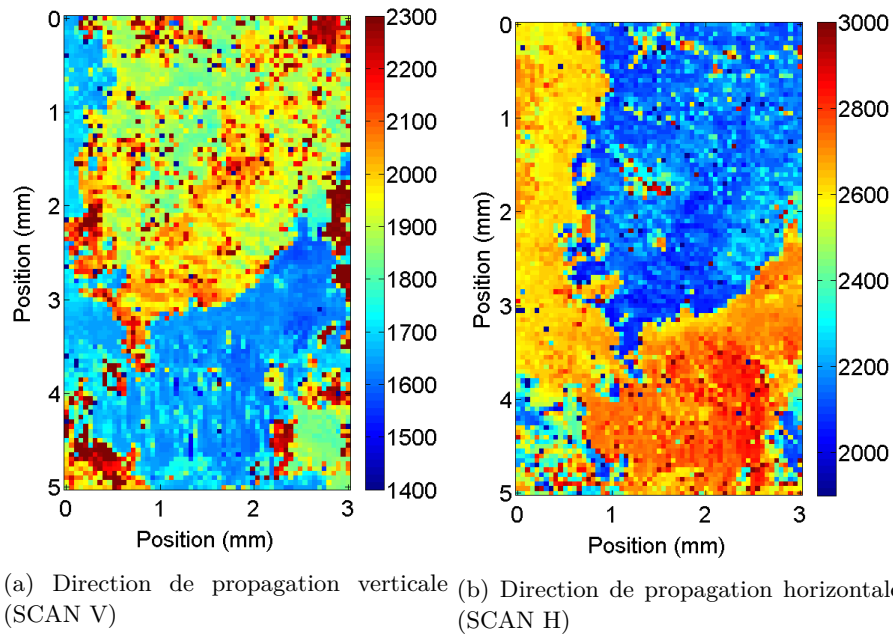 0
1
2
3
4
5
Position (mm)
0 1 2 3
Position (mm)
2300
2200
2100
2000
1900
1800
1700
1600
1500
1400
(a) Direction de propagation verticale
(SCAN V)
0
1
2
3
4
5
Position (mm)
0 1 2 3
Position (mm)
3000
2800
2600
2400
2200
2000
(b) Direction de propagation horizontale
(SCAN H)